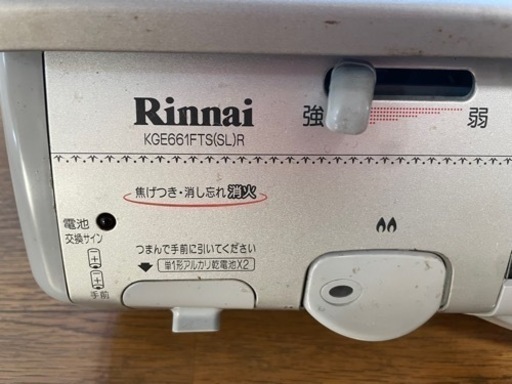 Rinnai
KGE661FTS(SL)R
強 弱
焦げつき・消し忘れ 消火
電池
交換サイン
つまんで手前に引いてください
単1形アルカリ乾電池X2
手前